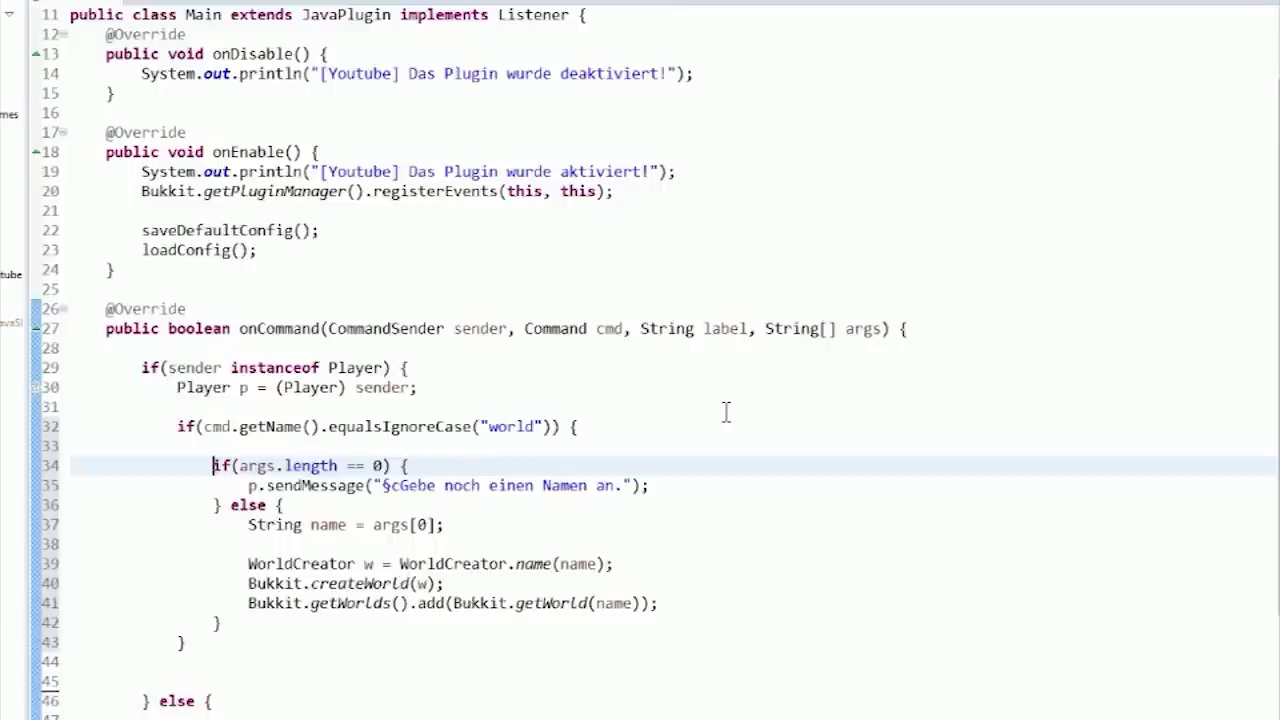 11 public class Main extends JavaPlugin implements Listener {
12 @Override
13 public void onDisable() {
14 System.out.println("[Youtube] Das Plugin wurde deaktiviert!");
15 }
16
mes
17 @Override
18 public void onEnable() {
19 System.out.println("[Youtube] Das Plugin wurde aktiviert!");
20 Bukkit.getPluginManager().registerEvents(this, this);
21
22 saveDefaultConfig();
23 loadConfig();
24 }
tube
25
26 @Override
avaSi
27 public boolean onCommand(CommandSender sender, Command cmd, String label, String[] args) {
28
29 if(sender instanceof Player) {
30 Player p = (Player) sender;
31
32 if(cmd.getName().equalsIgnoreCase("world")) {
33
34 if(args.length == 0) {
35 p.sendMessage("§cGebe noch einen Namen an.");
36 } else {
37 String name = args[0];
38
39 WorldCreator w = WorldCreator.name(name);
40 Bukkit.createWorld(w);
41 Bukkit.getWorlds().add(Bukkit.getWorld(name));
42 }
43 }
44
45
46 } else {
47